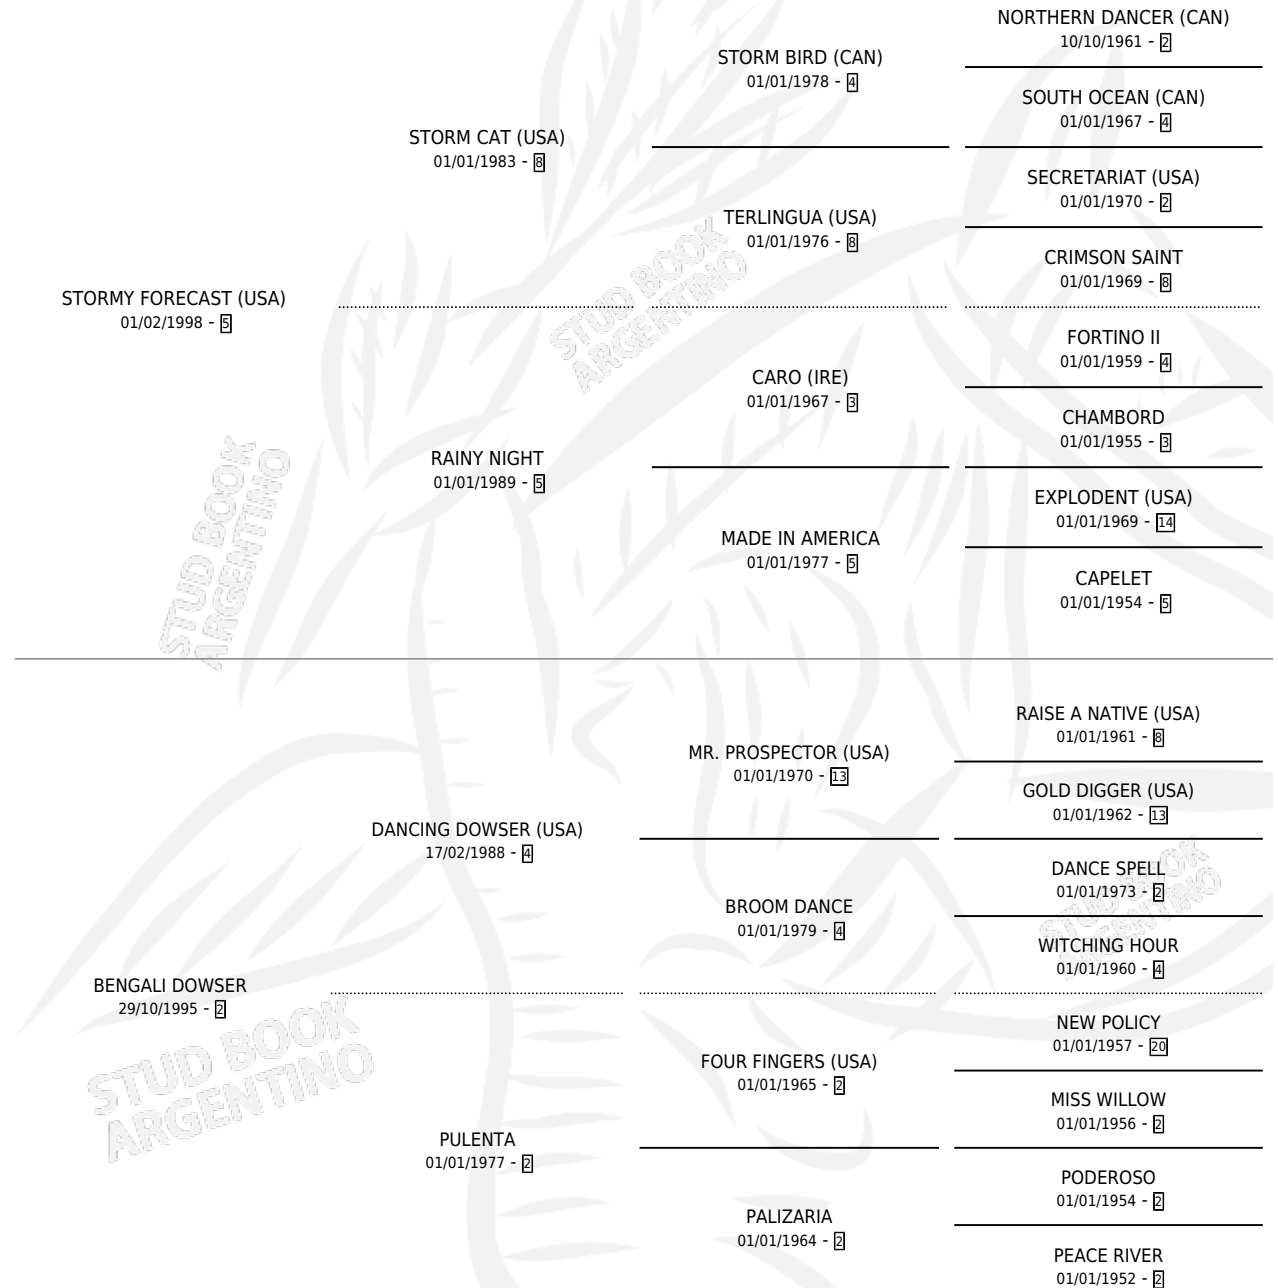 NORTHERN DANCER (CAN)
10/10/1961 - 2
STORM BIRD (CAN)
01/01/1978 - 4
SOUTH OCEAN (CAN)
01/01/1967 - 4
STORM CAT (USA)
01/01/1983 - 8
SECRETARIAT (USA)
01/01/1970 - 2
TERLINGUA (USA)
01/01/1976 - 8
CRIMSON SAINT
01/01/1969 - 8
STORMY FORECAST (USA)
01/02/1998 - 5
STUD BOOK
ARGENTINO
FORTINO II
01/01/1959 - 4
CARO (IRE)
01/01/1967 - 3
CHAMBORD
01/01/1955 - 3
RAINY NIGHT
01/01/1989 - 5
STUD BOOK
ARGENTINO
EXPLODENT (USA)
01/01/1969 - 14
MADE IN AMERICA
01/01/1977 - 5
CAPELET
01/01/1954 - 5
RAISE A NATIVE (USA)
01/01/1961 - 8
MR. PROSPECTOR (USA)
01/01/1970 - 13
GOLD DIGGER (USA)
01/01/1962 - 13
DANCING DOWSER (USA)
17/02/1988 - 4
DANCE SPELL
01/01/1973 - 2
STUD BOOK
ARGENTINO
BROOM DANCE
01/01/1979 - 4
WITCHING HOUR
01/01/1960 - 4
BENGALI DOWSER
29/10/1995 - 2
STUD BOOK
ARGENTINO
NEW POLICY
01/01/1957 - 20
FOUR FINGERS (USA)
01/01/1965 - 2
MISS WILLOW
01/01/1956 - 2
PULENTA
01/01/1977 - 2
PODEROSO
01/01/1954 - 2
PALIZARIA
01/01/1964 - 2
PEACE RIVER
01/01/1952 - 2